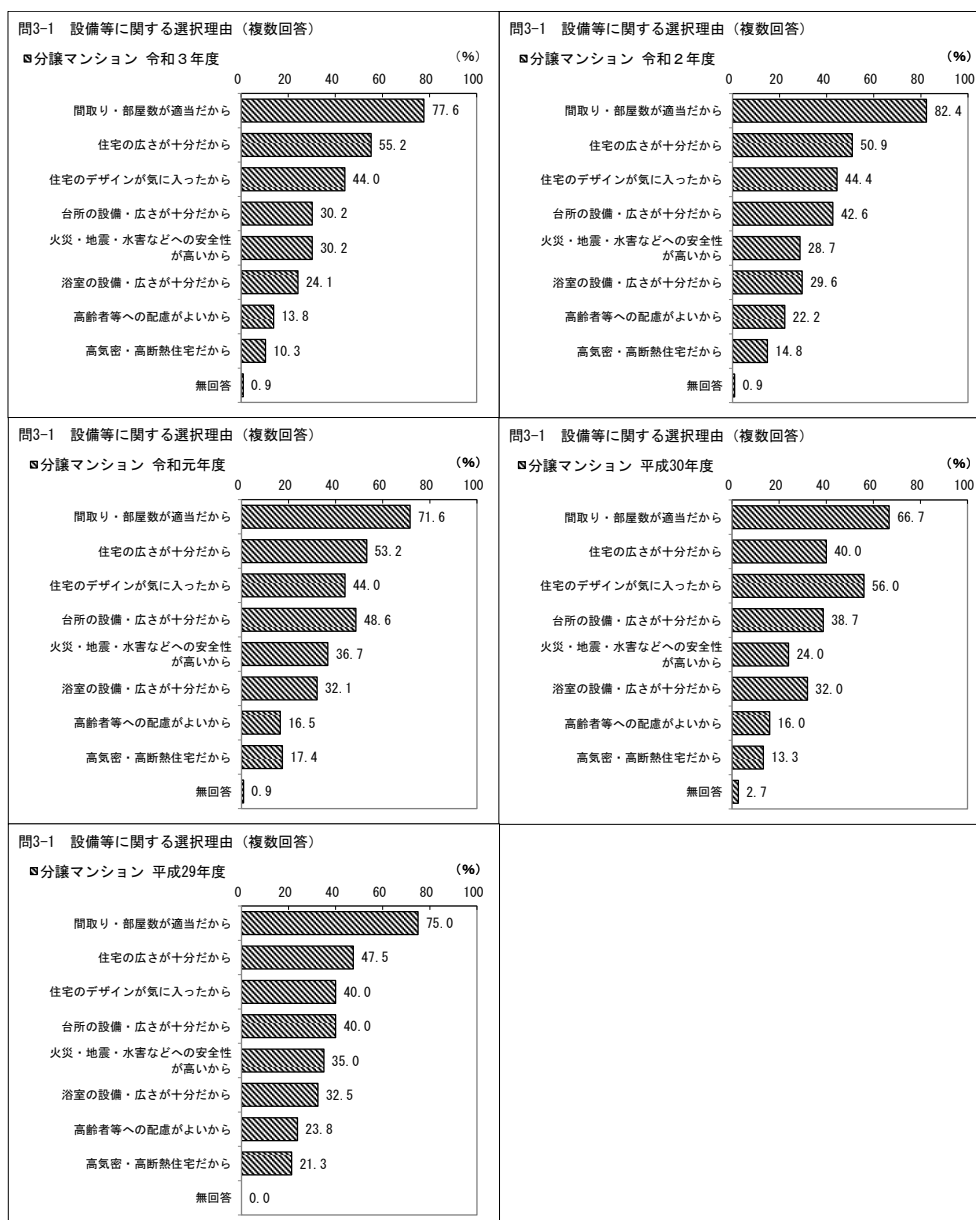 問3-1 設備等に関する選択理由（複数回答）
分譲マンション 令和３年度
(%)
0 20 40 60 80 100
間取り・部屋数が適当だから 77.6
住宅の広さが十分だから 55.2
住宅のデザインが気に入ったから 44.0
台所の設備・広さが十分だから 30.2
火災・地震・水害などへの安全性
が高いから 30.2
浴室の設備・広さが十分だから 24.1
高齢者等への配慮がよいから 13.8
高気密・高断熱住宅だから 10.3
無回答 0.9
問3-1 設備等に関する選択理由（複数回答）
分譲マンション 令和２年度
(%)
0 20 40 60 80 100
間取り・部屋数が適当だから 82.4
住宅の広さが十分だから 50.9
住宅のデザインが気に入ったから 44.4
台所の設備・広さが十分だから 42.6
火災・地震・水害などへの安全性
が高いから 28.7
浴室の設備・広さが十分だから 29.6
高齢者等への配慮がよいから 22.2
高気密・高断熱住宅だから 14.8
無回答 0.9
問3-1 設備等に関する選択理由（複数回答）
分譲マンション 令和元年度
(%)
0 20 40 60 80 100
間取り・部屋数が適当だから 71.6
住宅の広さが十分だから 53.2
住宅のデザインが気に入ったから 44.0
台所の設備・広さが十分だから 48.6
火災・地震・水害などへの安全性
が高いから 36.7
浴室の設備・広さが十分だから 32.1
高齢者等への配慮がよいから 16.5
高気密・高断熱住宅だから 17.4
無回答 0.9
問3-1 設備等に関する選択理由（複数回答）
分譲マンション 平成30年度
(%)
0 20 40 60 80 100
間取り・部屋数が適当だから 66.7
住宅の広さが十分だから 40.0
住宅のデザインが気に入ったから 56.0
台所の設備・広さが十分だから 38.7
火災・地震・水害などへの安全性
が高いから 24.0
浴室の設備・広さが十分だから 32.0
高齢者等への配慮がよいから 16.0
高気密・高断熱住宅だから 13.3
無回答 2.7
問3-1 設備等に関する選択理由（複数回答）
分譲マンション 平成29年度
(%)
0 20 40 60 80 100
間取り・部屋数が適当だから 75.0
住宅の広さが十分だから 47.5
住宅のデザインが気に入ったから 40.0
台所の設備・広さが十分だから 40.0
火災・地震・水害などへの安全性
が高いから 35.0
浴室の設備・広さが十分だから 32.5
高齢者等への配慮がよいから 23.8
高気密・高断熱住宅だから 21.3
無回答 0.0